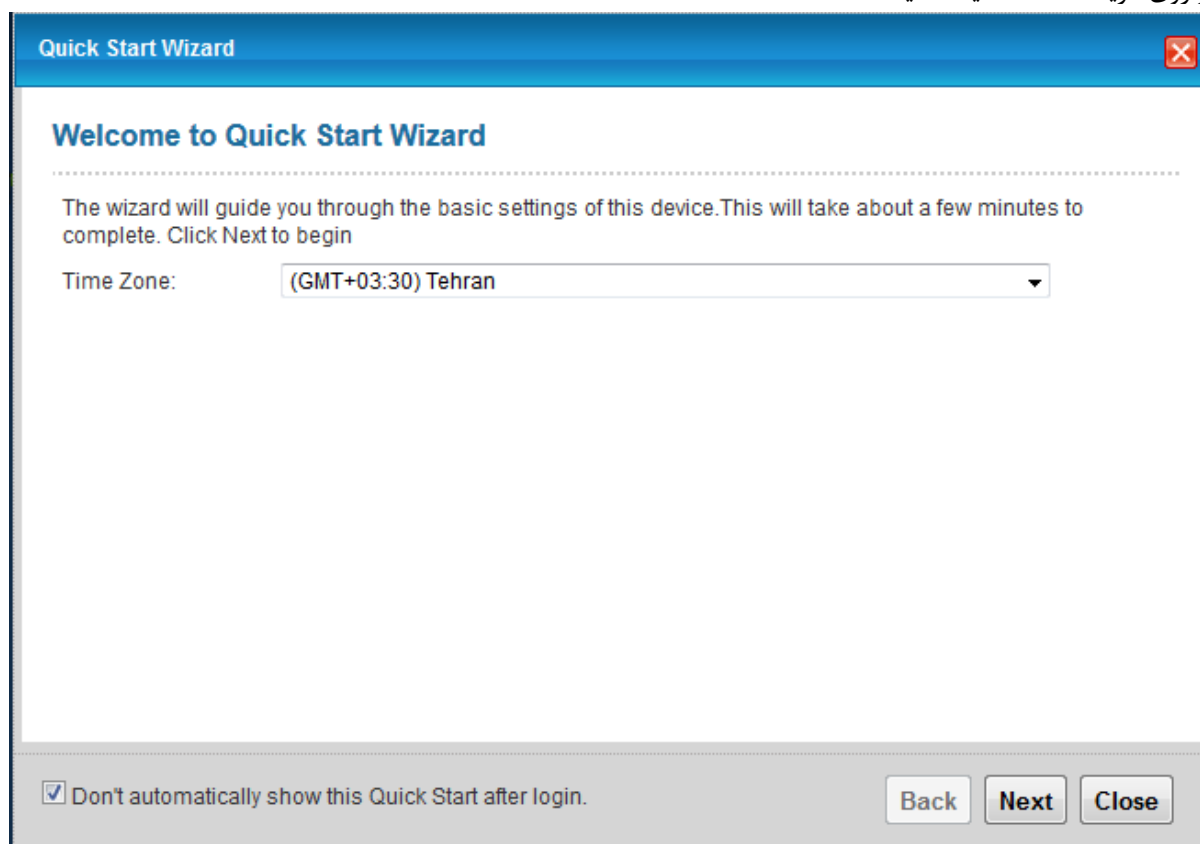 Quick Start Wizard
Welcome to Quick Start Wizard
The wizard will guide you through the basic settings of this device.This will take about a few minutes to
complete. Click Next to begin
Time Zone: (GMT+03:30) Tehran
Don't automatically show this Quick Start after login.
Back Next Close